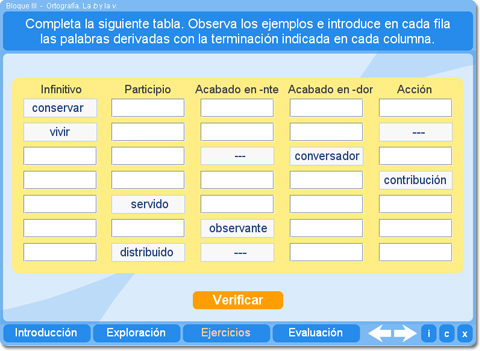 Bloque III - Ortografía. La b y la v.
Completa la siguiente tabla. Observa los ejemplos e introduce en cada fila
las palabras derivadas con la terminación indicada en cada columna.
Infinitivo Participio Acabado en -nte Acabado en -dor Acción
conservar
vivir ---
--- conversador
contribución
servido
observante
distribuido ---
Verificar
Introducción Exploración Ejercicios Evaluación i c x